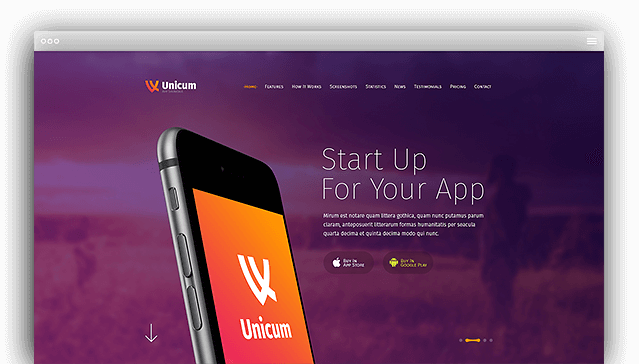 Unicum
Home Features How It Works Screenshots Statistics News Testimonials Pricing Contact
Start Up
For Your App
Mirum est notare quam littera gothica, quam nunc putamus parum
claram, anteposuerit litterarum formas humanitatis per seacula
quarta decima et quinta decima modo qui nunc.
Buy In
App Store
Buy In
Google Play
Unicum